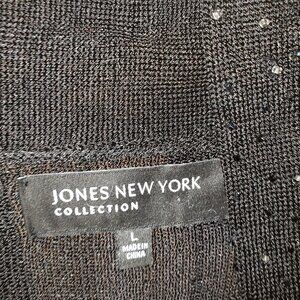 JONES NEW YORK
COLLECTION
L
MADE IN
CHINA